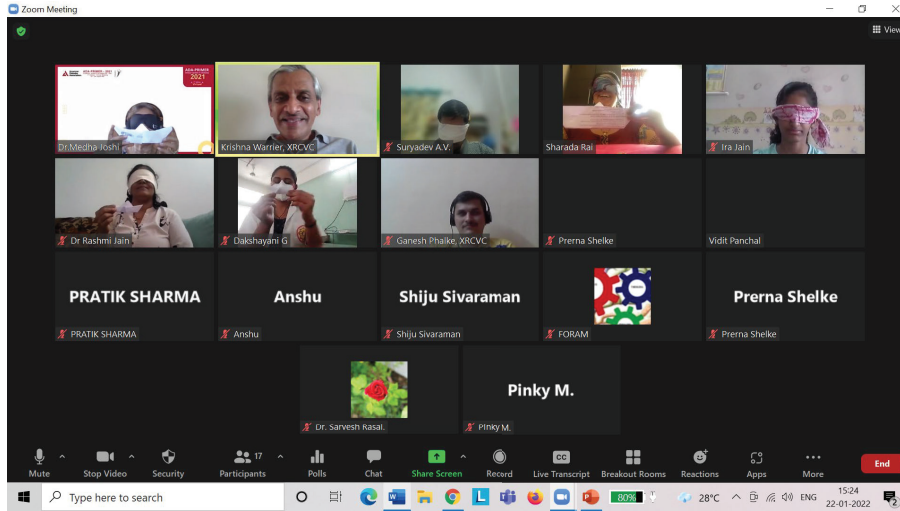 Zoom Meeting
View
ADA-PRIMER
2021
Dr.Medha Joshi
Krishna Warrier, XRCVC
Suryadev A.V.
Sharada Rai
Ira Jain
Dr Rashmi Jain
Dakshayani G
Ganesh Phalke, XRCVC
Prerna Shelke
Vidit Panchal
PRATIK SHARMA
Anshu
Shiju Sivaraman
Prerna Shelke
PRATIK SHARMA
Anshu
Shiju Sivaraman
FORAM
Prerna Shelke
Pinky M.
Dr. Sarvesh Rasal.
Pinky M.
17
CC
Mute
Stop Video
Security
Participants
Polls
Chat
Share Screen
Record
Live Transcript
Breakout Rooms
Reactions
Apps
More
End
Type here to search
80%
28°C
ENG
15:24
22-01-2022
2